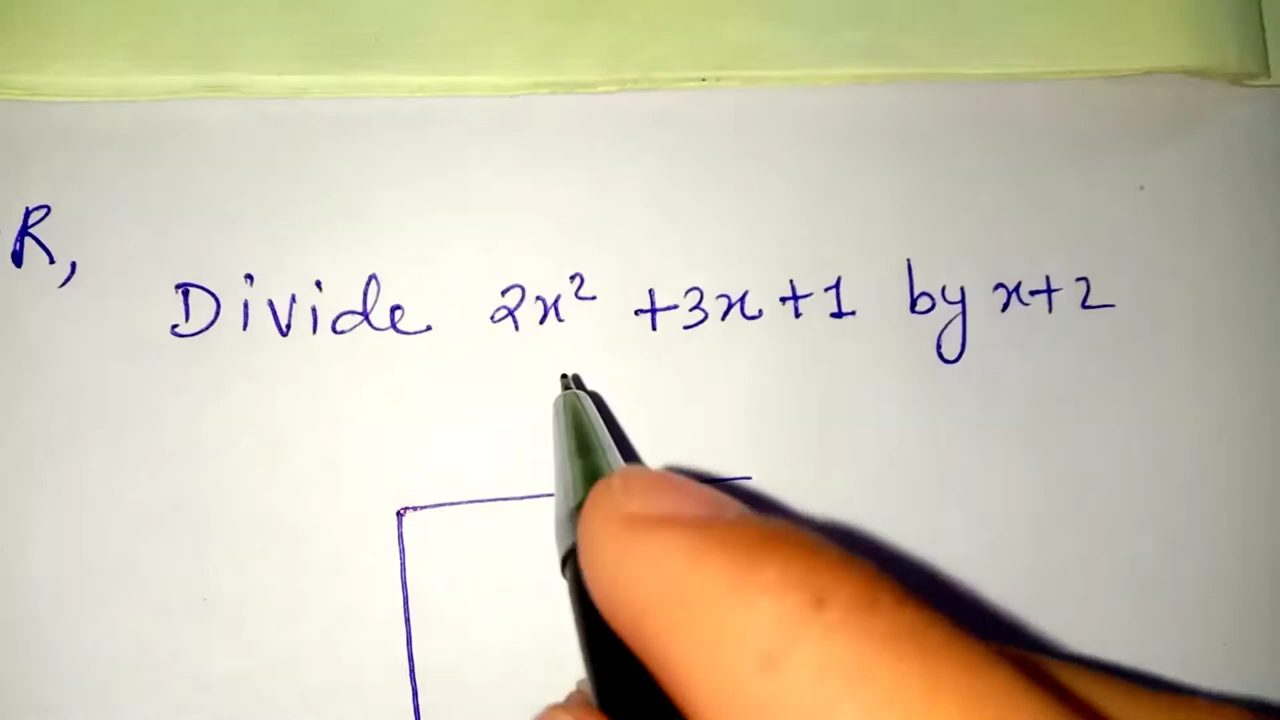 R,
Divide 2x² +3x+1 by x+2